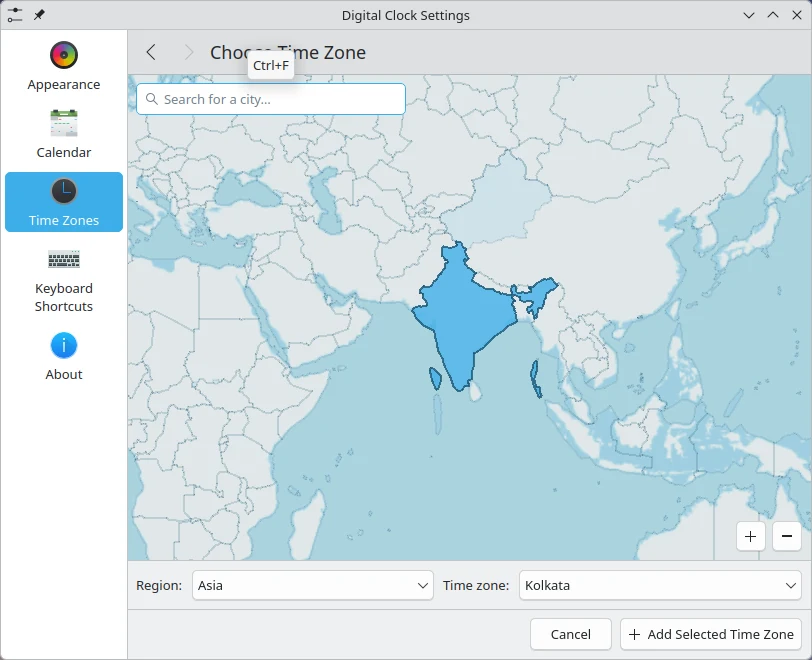 Digital Clock Settings
Appearance
Calendar
Time Zones
Keyboard
Shortcuts
About
Time Zone
Ctrl+F
Search for a city...
Region:
Asia
Time zone:
Kolkata
Cancel
Add Selected Time Zone